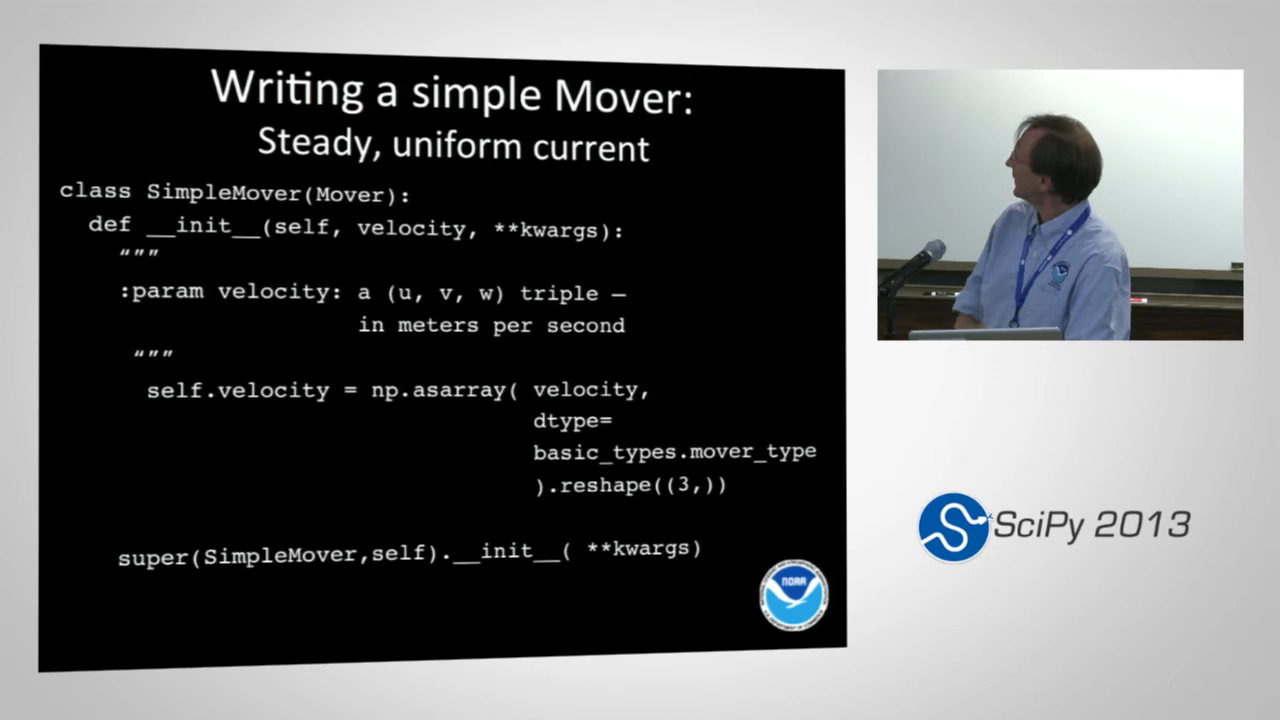 Writing a simple Mover:
Steady, uniform current
class SimpleMover(Mover):
def __init__(self, velocity, **kwargs):
“””
:param velocity: a (u, v, w) triple –
in meters per second
“””
self.velocity = np.asarray( velocity,
dtype=
basic_types.mover_type
).reshape((3,))
super(SimpleMover,self).__init__( **kwargs)
NOAA
SciPy 2013